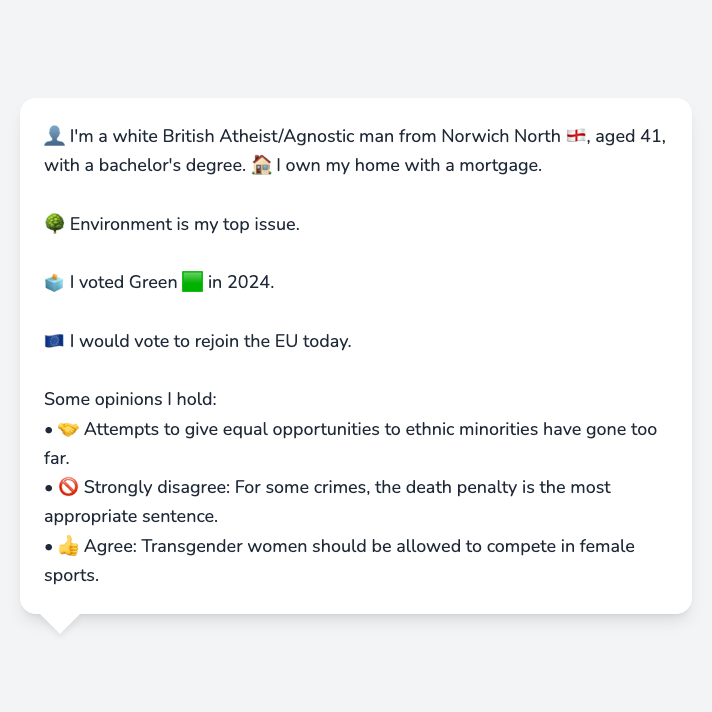 👤 I'm a white British Atheist/Agnostic man from Norwich North 🏴󠁧󠁢󠁥󠁮󠁧󠁿, aged 41,
with a bachelor's degree. 🏠 I own my home with a mortgage.
🌳 Environment is my top issue.
🗳️ I voted Green 🟩 in 2024.
🇪🇺 I would vote to rejoin the EU today.
Some opinions I hold:
• 🤝 Attempts to give equal opportunities to ethnic minorities have gone too
far.
• 🚫 Strongly disagree: For some crimes, the death penalty is the most
appropriate sentence.
• 👍 Agree: Transgender women should be allowed to compete in female
sports.